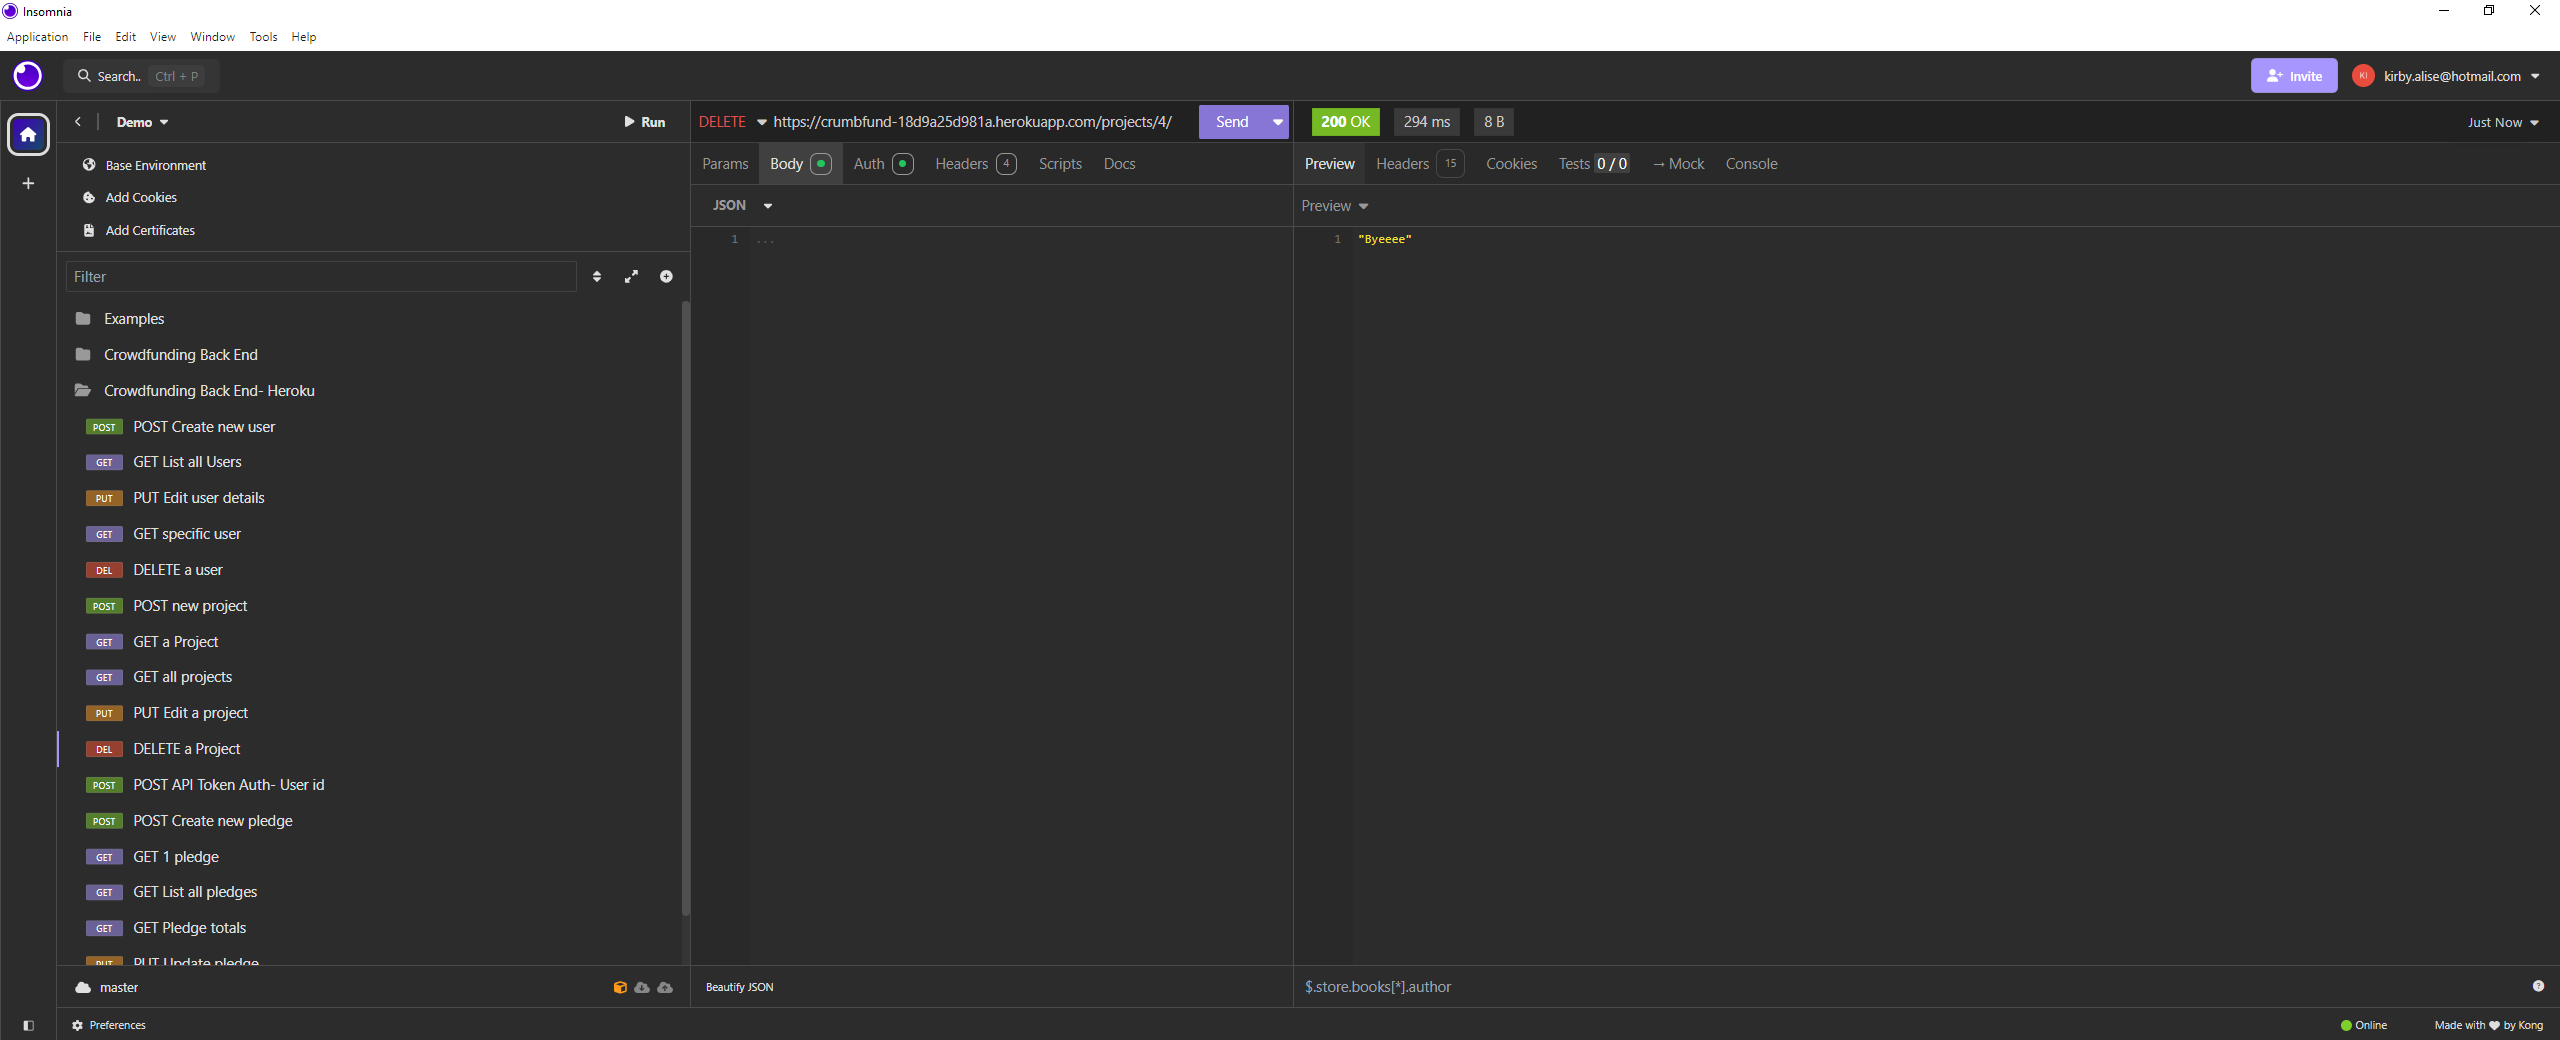 Insomnia
Application File Edit View Window Tools Help
Search.. Ctrl + P
Invite KI kirby.alise@hotmail.com
Demo Run
DELETE https://crumbfund-18d9a25d981a.herokuapp.com/projects/4/ Send
200 OK 294 ms 8 B Just Now
Base Environment
Add Cookies
Add Certificates
Params Body Auth Headers 4 Scripts Docs
Preview Headers 15 Cookies Tests 0 / 0 → Mock Console
JSON
Preview
1 ...
1 "Byeeee"
Filter
Examples
Crowdfunding Back End
Crowdfunding Back End- Heroku
POST POST Create new user
GET GET List all Users
PUT PUT Edit user details
GET GET specific user
DEL DELETE a user
POST POST new project
GET GET a Project
GET GET all projects
PUT PUT Edit a project
DEL DELETE a Project
POST POST API Token Auth- User id
POST POST Create new pledge
GET GET 1 pledge
GET GET List all pledges
GET GET Pledge totals
PUT PUT Update pledge
master
Beautify JSON
$.store.books[*].author
Preferences
Online Made with by Kong